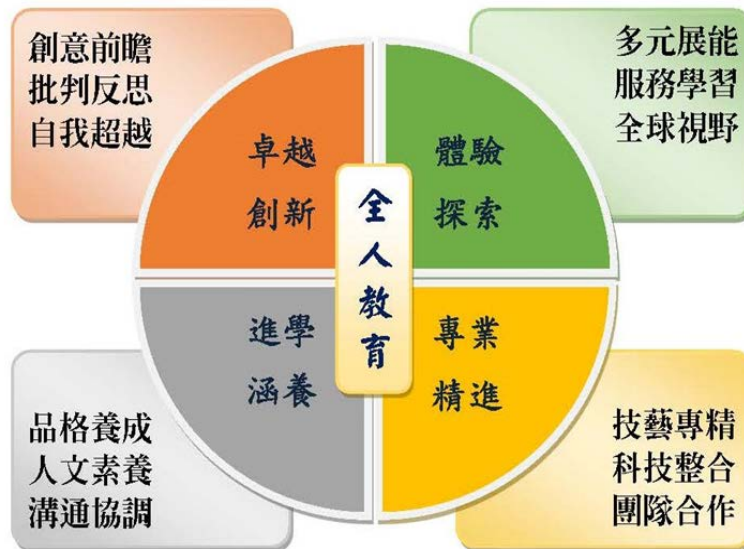 創意前瞻
批判反思
自我超越
多元展能
服務學習
全球視野
卓越
創新
體驗
探索
全人教育
進學
涵養
專業
精進
品格養成
人文素養
溝通協調
技藝專精
科技整合
團隊合作